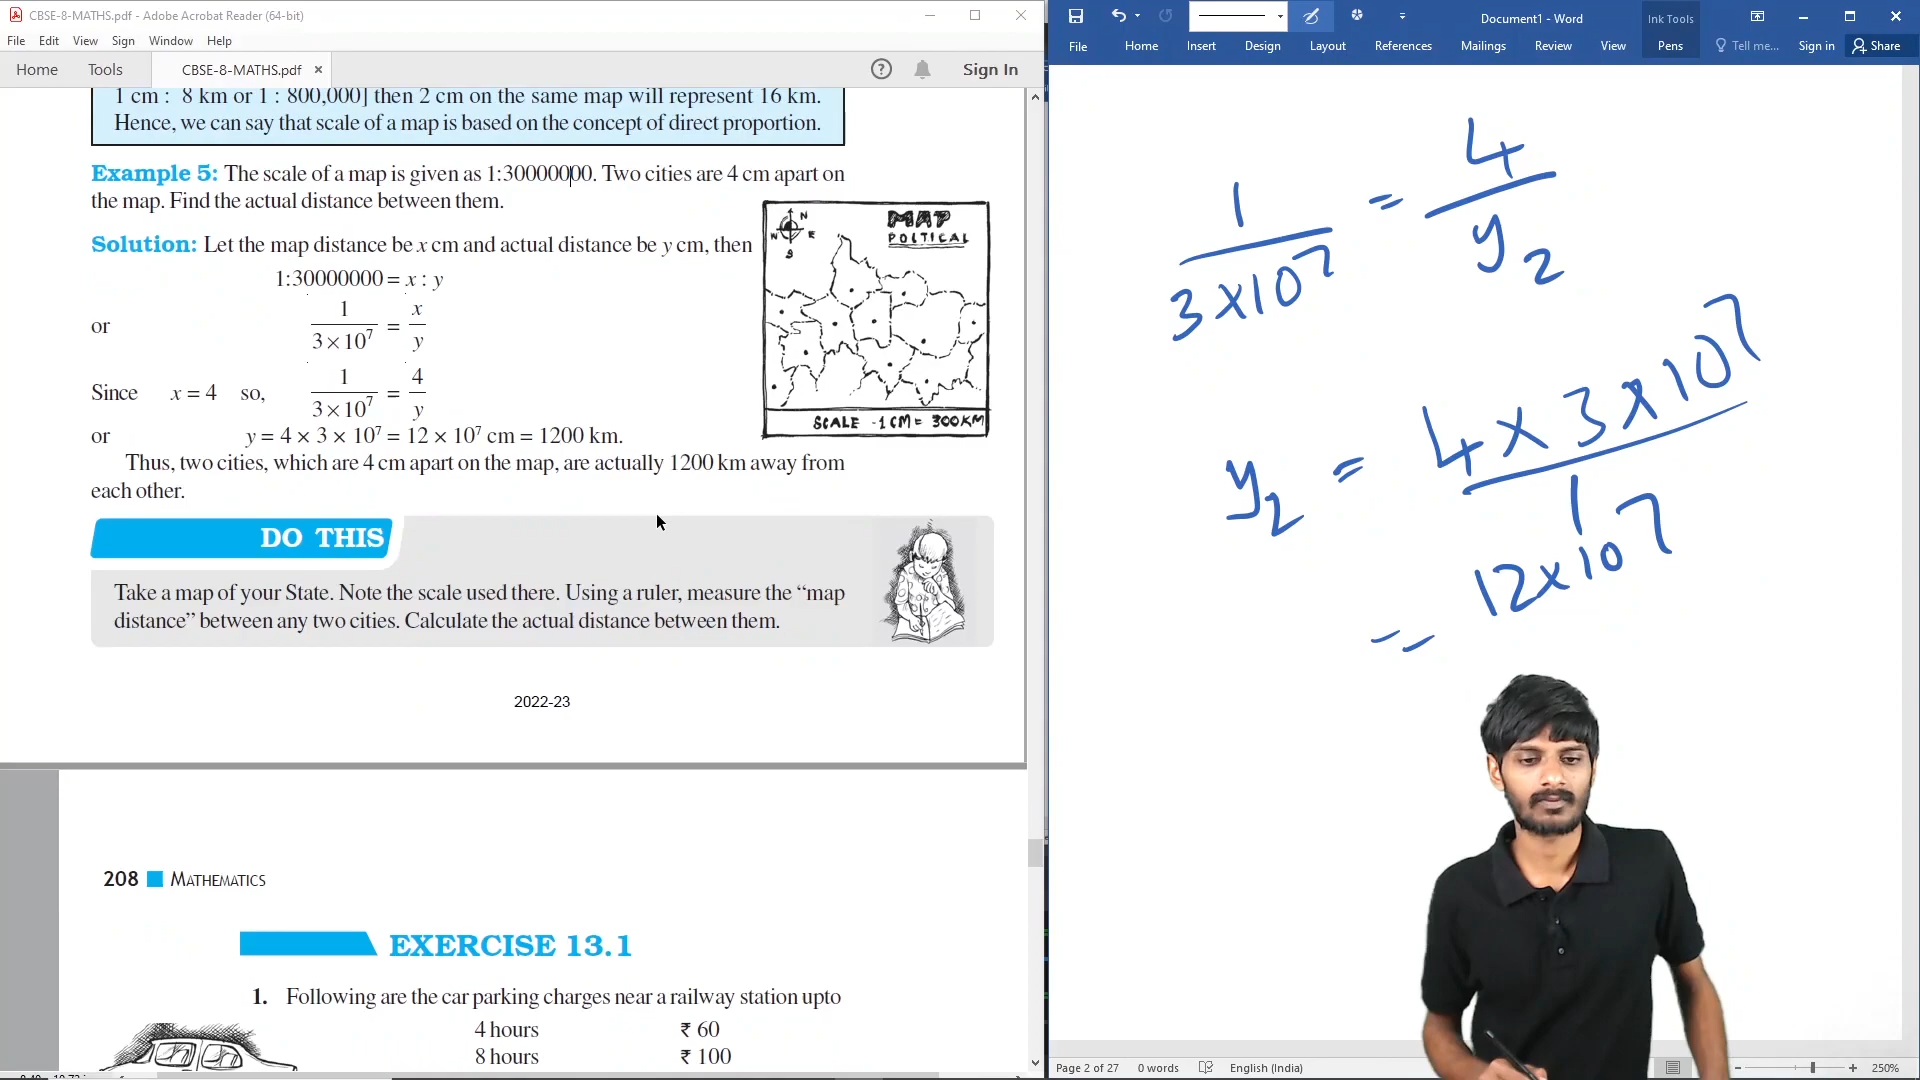 CBSE-8-MATHS.pdf - Adobe Acrobat Reader (64-bit)
File Edit View Sign Window Help
Home Tools CBSE-8-MATHS.pdf × Sign In
1 cm : 8 km or 1 : 800,000] then 2 cm on the same map will represent 16 km.
Hence, we can say that scale of a map is based on the concept of direct proportion.
Example 5: The scale of a map is given as 1:30000000. Two cities are 4 cm apart on
the map. Find the actual distance between them.
Solution: Let the map distance be x cm and actual distance be y cm, then
1:30000000 = x : y
or 1/3 × 10⁷ = x/y
Since x = 4 so, 1/3 × 10⁷ = 4/y
or y = 4 × 3 × 10⁷ = 12 × 10⁷ cm = 1200 km.
Thus, two cities, which are 4 cm apart on the map, are actually 1200 km away from
each other.
N
W E
S
MAP
POLTICAL
SCALE -1 CM = 300KM
DO THIS
Take a map of your State. Note the scale used there. Using a ruler, measure the “map
distance” between any two cities. Calculate the actual distance between them.
2022-23
208 MATHEMATICS
EXERCISE 13.1
1. Following are the car parking charges near a railway station upto
4 hours ₹ 60
8 hours ₹ 100
Document1 - Word Ink Tools
File Home Insert Design Layout References Mailings Review View Pens Tell me... Sign in Share
1/3×10⁷ = 4/y₂
y₂ = 4 × 3 × 10⁷/1
= 12×10⁷
Page 2 of 27 0 words English (India) 250%